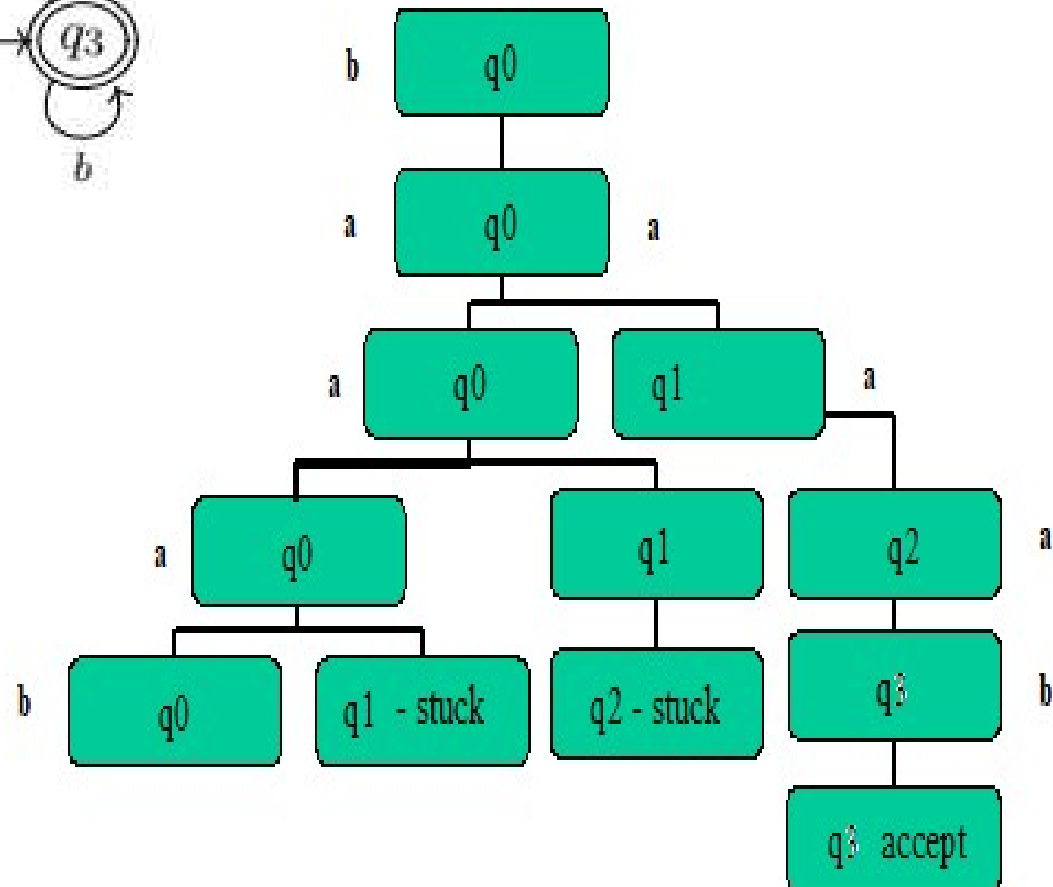 q3
b
b q0
a q0 a
a q0 q1 a
a q0 q1 q2 a
b q0 q1 - stuck q2 - stuck q3 b
q3 accept